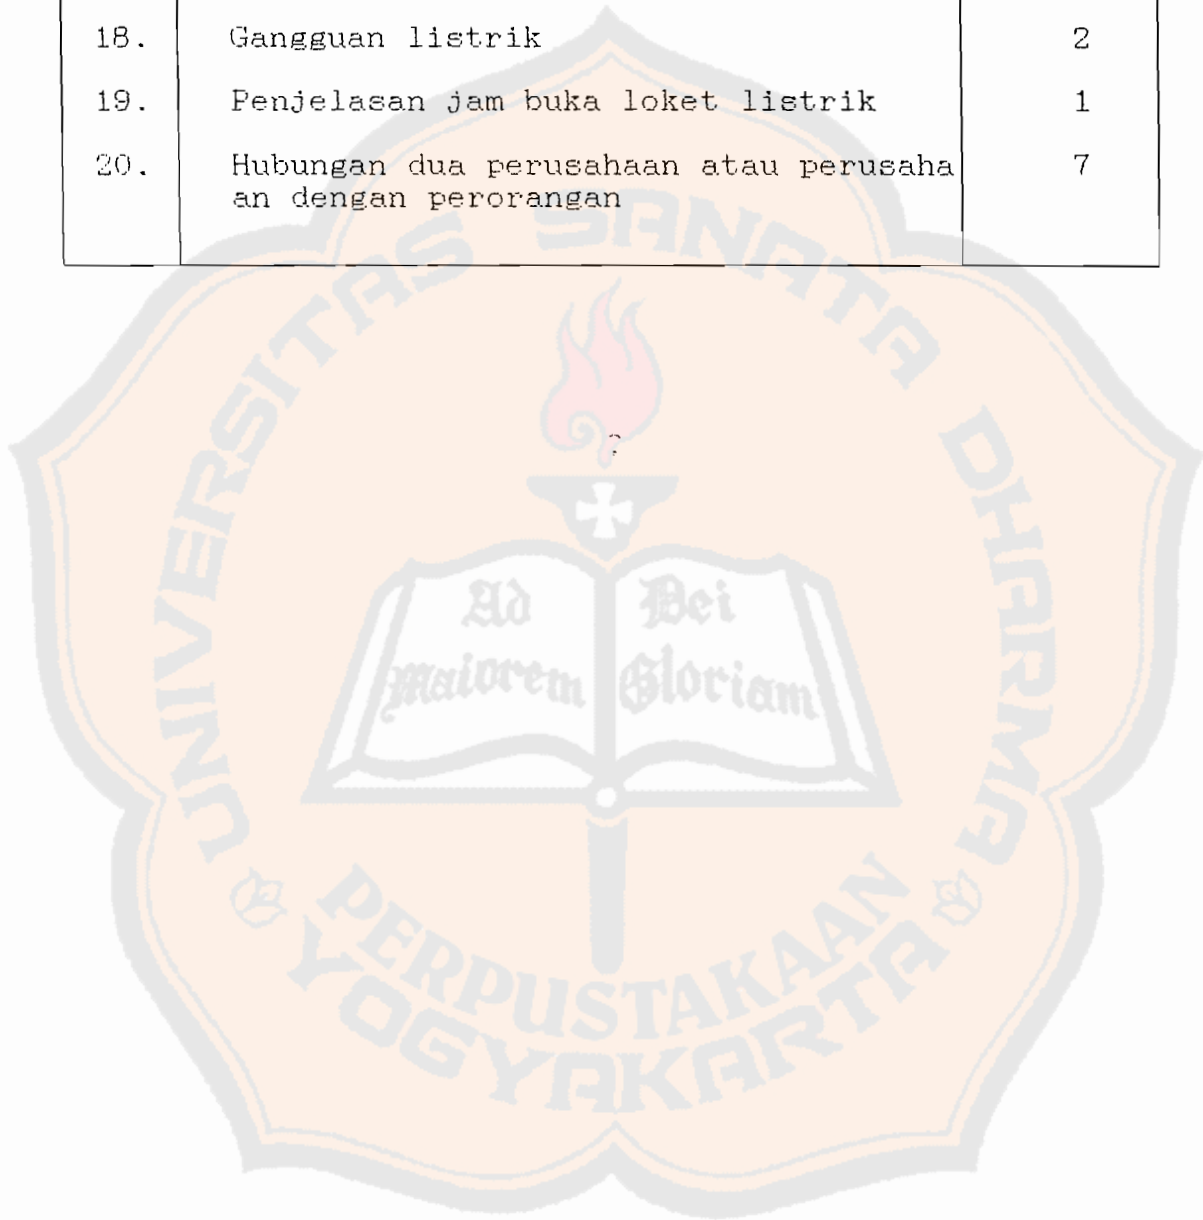 18. Gangguan listrik 2
19. Penjelasan jam buka loket listrik 1
20. Hubungan dua perusahaan atau perusaha 7
an dengan perorangan
UNIVERSITAS SANATA DHARMA
Ad Dei
maiorem Gloriam
PERPUSTAKAAN
YOGYAKARTA